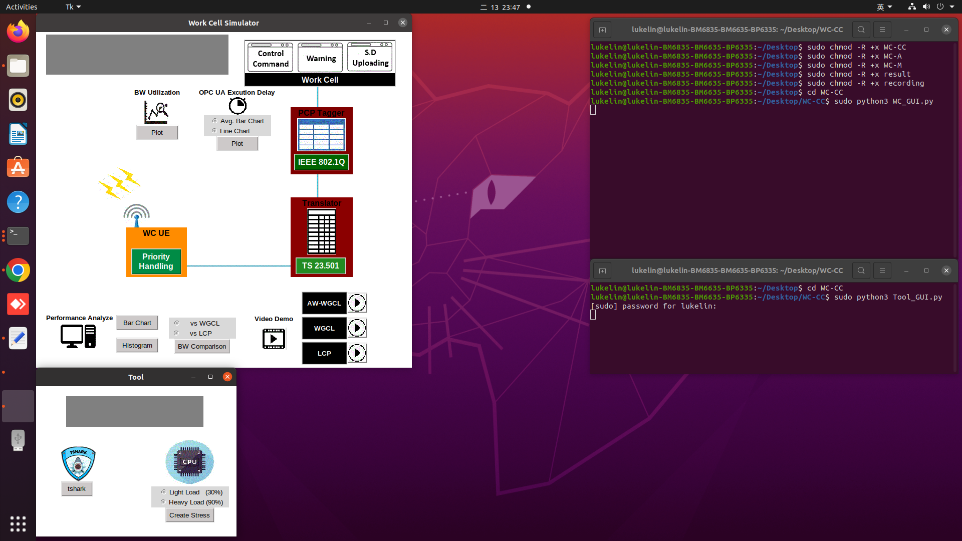 Activities
Tk
二 13 23:47
英
Work Cell Simulator
Control
Command
Warning
S.D
Uploading
Work Cell
BW Utilization
Plot
OPC UA Excution Delay
Avg. Bar Chart
Line Chart
Plot
PCP Trigger
IEEE 802.1Q
Translator
TS 23.501
WC UE
Priority
Handling
AW-WGCL
WGCL
LCP
Performance Analyze
Bar Chart
Histogram
vs WGCL
vs LCP
BW Comparison
Video Demo
Tool
TSHARK
tshark
CPU
Light Load (30%)
Heavy Load (90%)
Create Stress
lukelin@lukelin-BM6835-BM6635-BP6335: ~/Desktop/WC-CC
lukelin@lukelin-BM6835-BM6635-BP6335:~/Desktop$ sudo chmod -R +x WC-CC
lukelin@lukelin-BM6835-BM6635-BP6335:~/Desktop$ sudo chmod -R +x WC-A
lukelin@lukelin-BM6835-BM6635-BP6335:~/Desktop$ sudo chmod -R +x WC-M
lukelin@lukelin-BM6835-BM6635-BP6335:~/Desktop$ sudo chmod -R +x result
lukelin@lukelin-BM6835-BM6635-BP6335:~/Desktop$ sudo chmod -R +x recording
lukelin@lukelin-BM6835-BM6635-BP6335:~/Desktop$ cd WC-CC
lukelin@lukelin-BM6835-BM6635-BP6335:~/Desktop/WC-CC$ sudo python3 WC_GUI.py
lukelin@lukelin-BM6835-BM6635-BP6335: ~/Desktop/WC-CC
lukelin@lukelin-BM6835-BM6635-BP6335:~/Desktop$ cd WC-CC
lukelin@lukelin-BM6835-BM6635-BP6335:~/Desktop/WC-CC$ sudo python3 Tool_GUI.py
[sudo] password for lukelin: